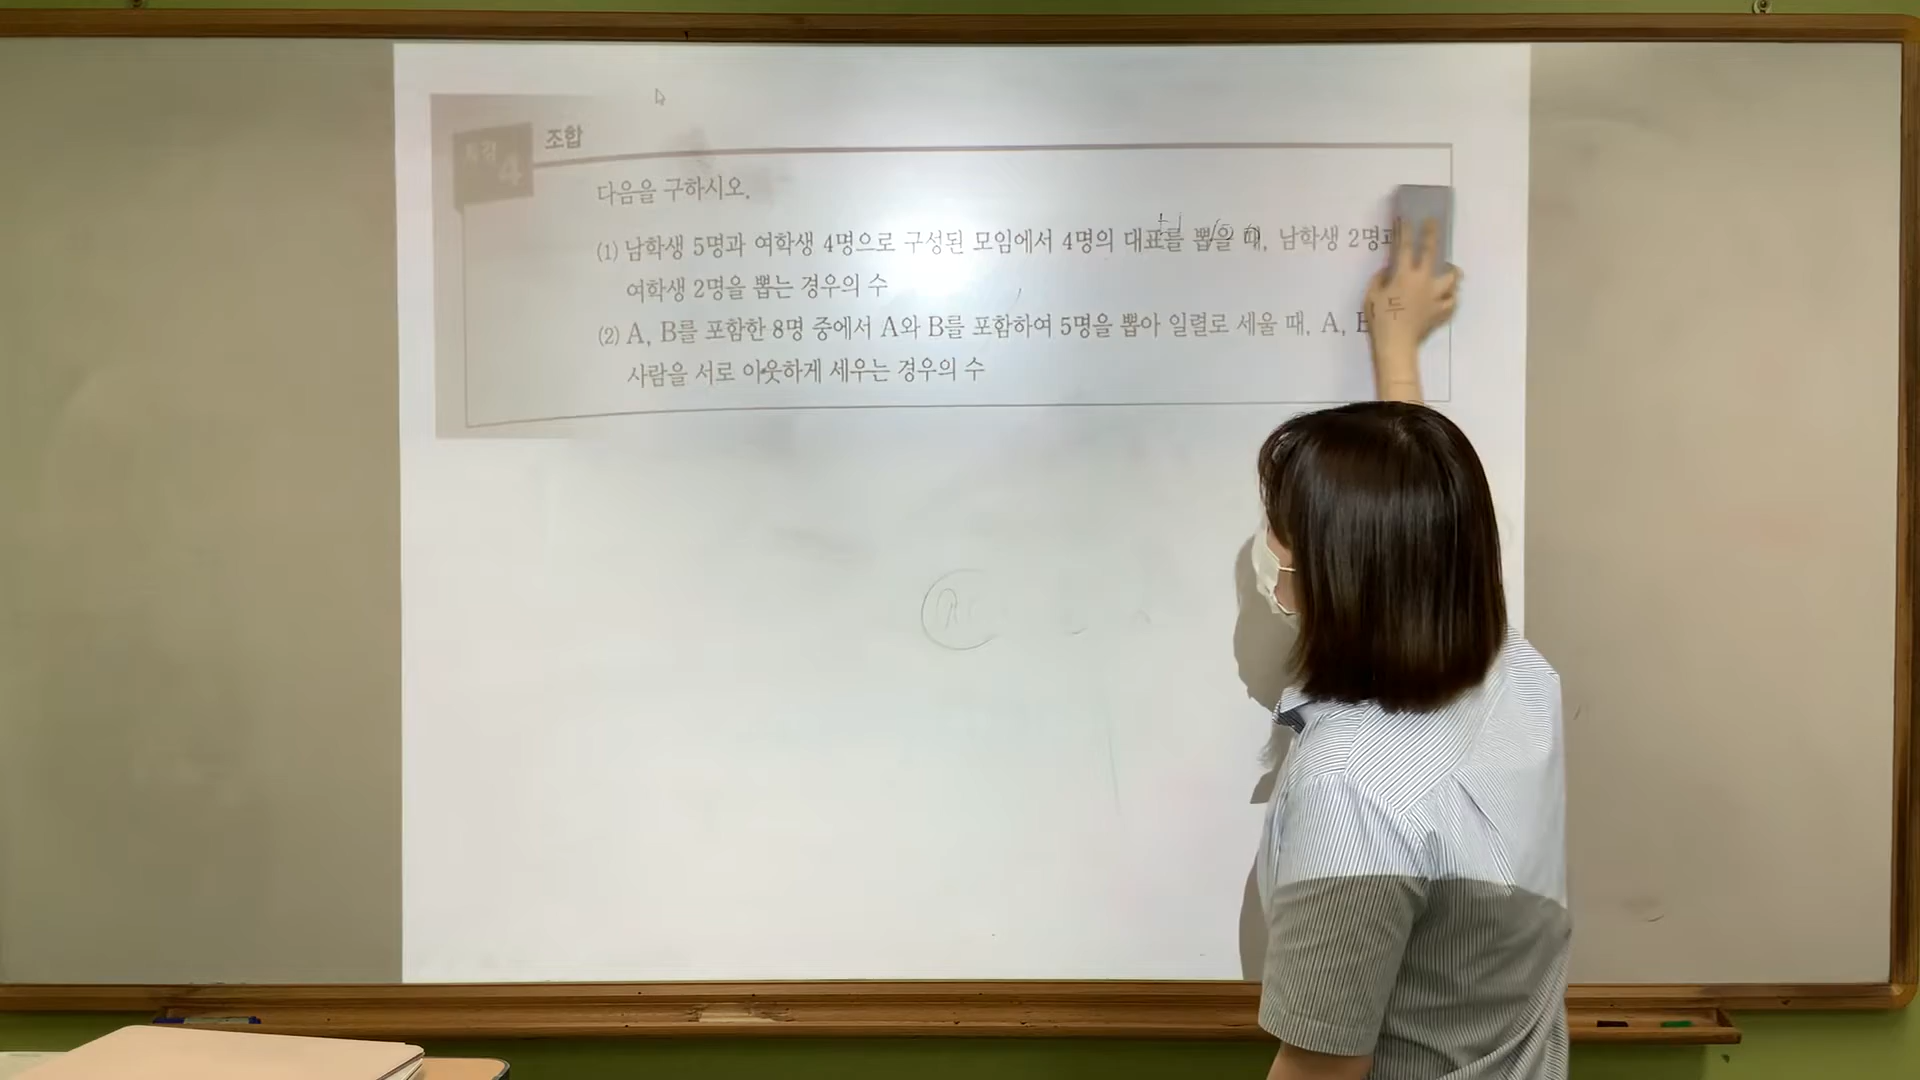 특강
4
조합
다음을 구하시오.
(1) 남학생 5명과 여학생 4명으로 구성된 모임에서 4명의 대표를 뽑을 때, 남학생 2명과
여학생 2명을 뽑는 경우의 수
(2) A, B를 포함한 8명 중에서 A와 B를 포함하여 5명을 뽑아 일렬로 세울 때, A, B 두
사람을 서로 이웃하게 세우는 경우의 수